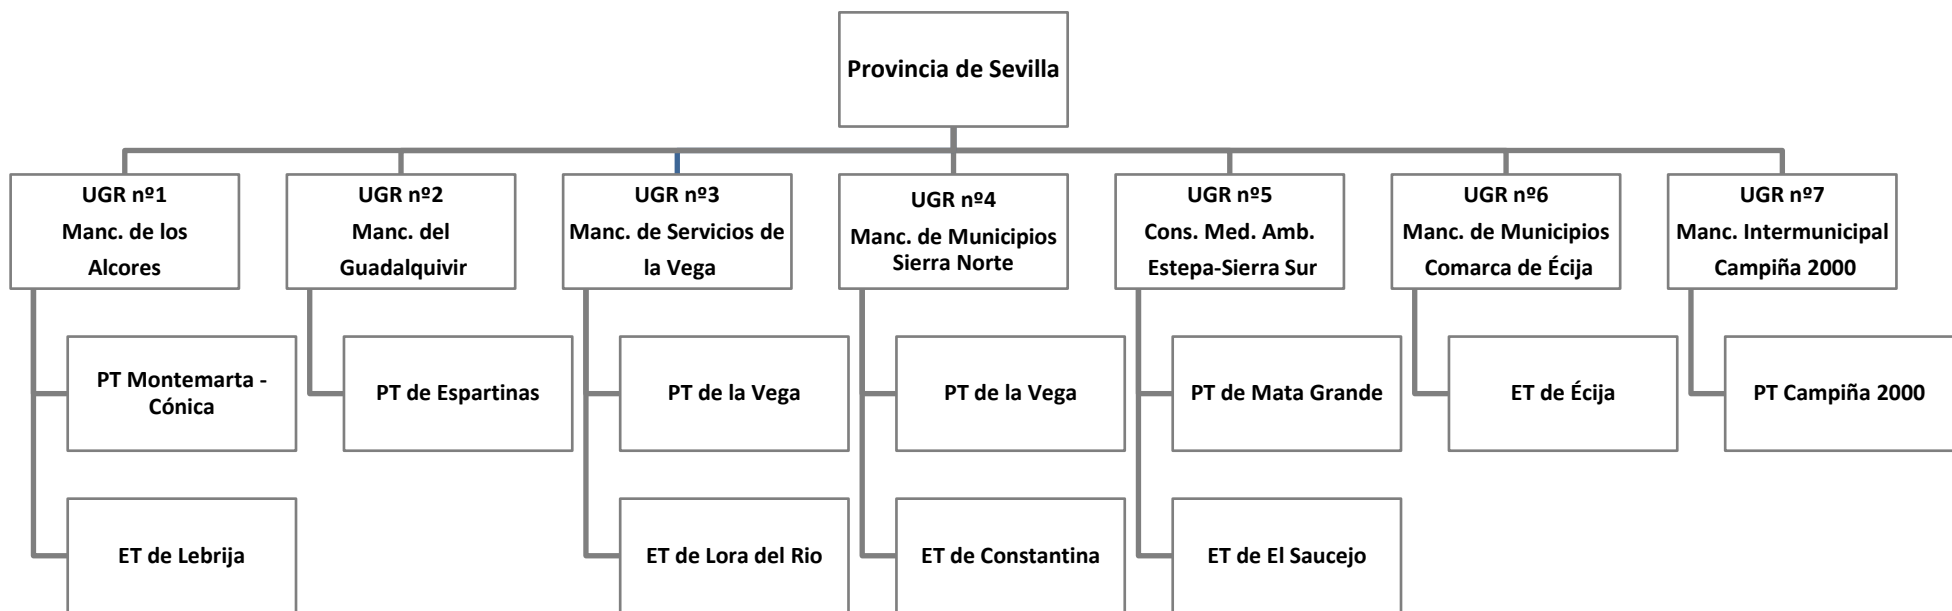 Provincia de Sevilla
UGR nº1
Manc. de los
Alcores
UGR nº2
Manc. del
Guadalquivir
UGR nº3
Manc. de Servicios de
la Vega
UGR nº4
Manc. de Municipios
Sierra Norte
UGR nº5
Cons. Med. Amb.
Estepa-Sierra Sur
UGR nº6
Manc. de Municipios
Comarca de Écija
UGR nº7
Manc. Intermunicipal
Campiña 2000
PT Montemarta -
Cónica
PT de Espartinas
PT de la Vega
PT de la Vega
PT de Mata Grande
ET de Écija
PT Campiña 2000
ET de Lebrija
ET de Lora del Rio
ET de Constantina
ET de El Saucejo